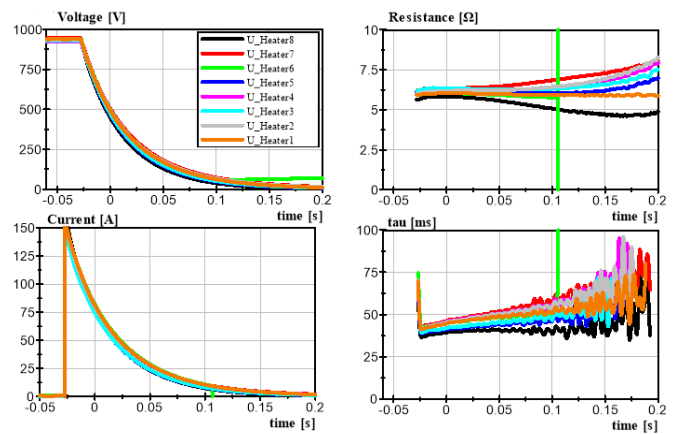 Voltage [V]
1000
750
500
250
0
-0.05
0
0.05
0.1
0.15
0.2
time [s]
U_Heater8
U_Heater7
U_Heater6
U_Heater5
U_Heater4
U_Heater3
U_Heater2
U_Heater1
Resistance [Ω]
10
7.5
5
2.5
0
-0.05
0
0.05
0.1
0.15
0.2
time [s]
Current [A]
150
125
100
75
50
25
0
-0.05
0
0.05
0.1
0.15
0.2
time [s]
tau [ms]
100
75
50
25
0
-0.05
0
0.05
0.1
0.15
0.2
time [s]